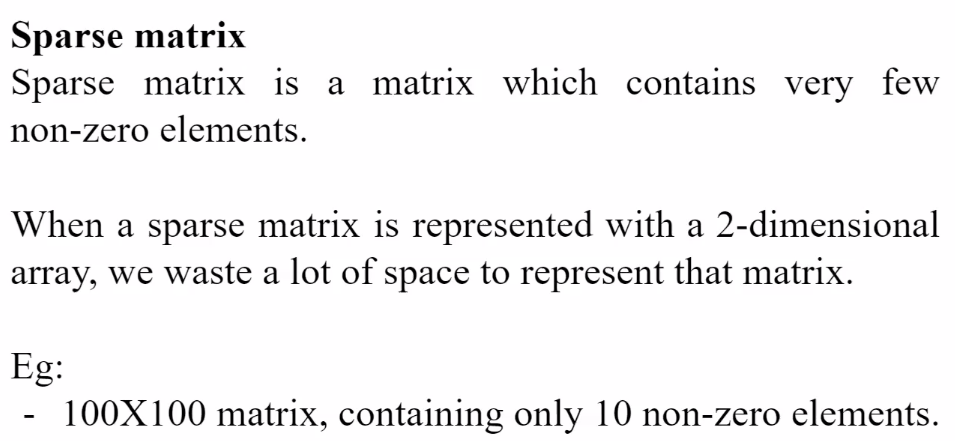 Sparse matrix
Sparse matrix is a matrix which contains very few
non-zero elements.
When a sparse matrix is represented with a 2-dimensional
array, we waste a lot of space to represent that matrix.
Eg:
- 100X100 matrix, containing only 10 non-zero elements.